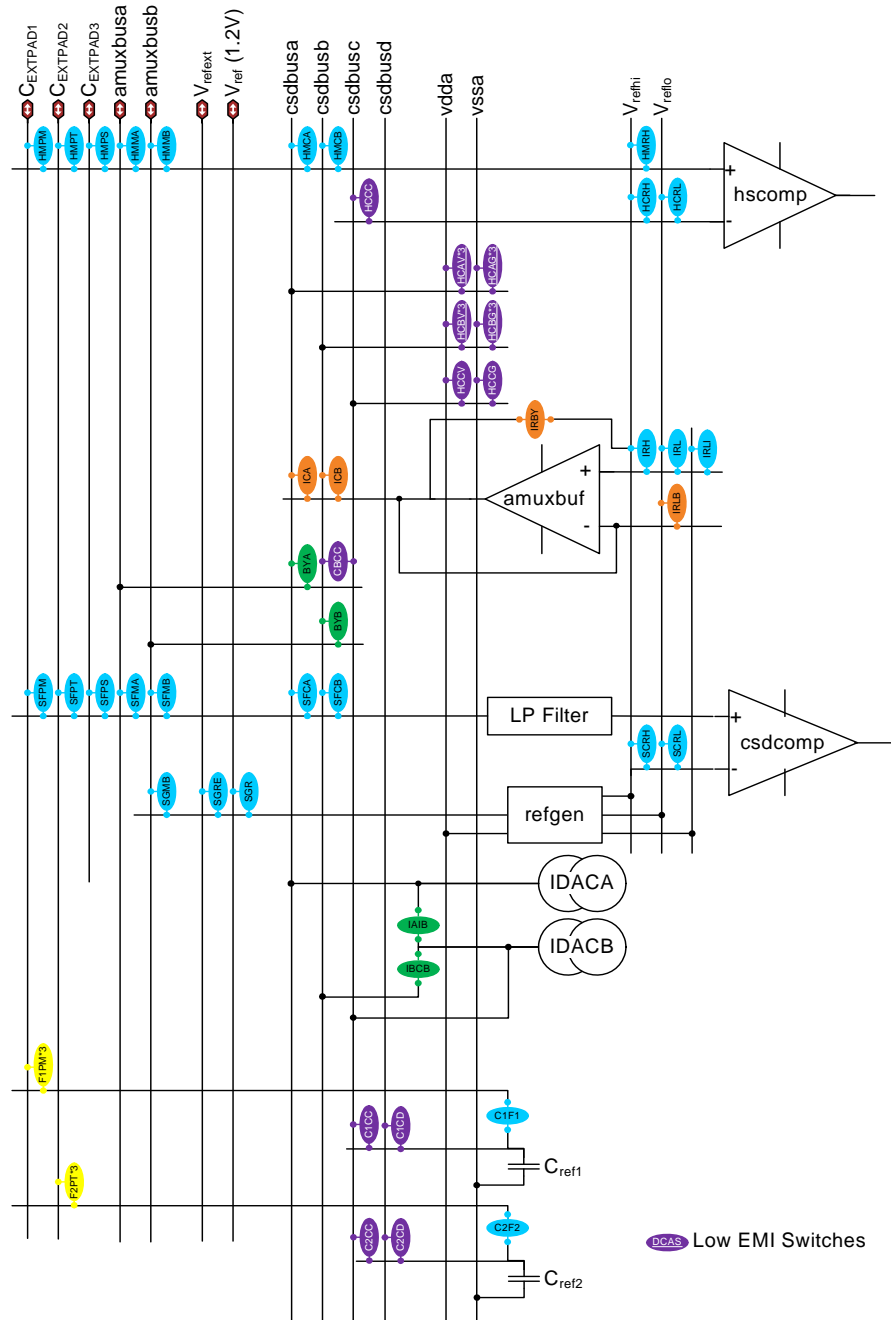 CEXTPAD1
CEXTPAD2
CEXTPAD3
amuxbusa
amuxbusb
Vrefext
Vref (1.2V)
csdbusa
csdbusb
csdbusc
csdbusd
vdda
vssa
Vrefhi
Vreflo
HMPM
HMPT
HMPS
HMMA
HMMB
HMCA
HMCB
HMRH
+
HCCC
HCRH
HCRL
hscomp
-
HCAV*3
HCAG*3
HCBV*3
HCBG*3
HCCV
HCCG
IRBY
IRH
IRL
IRLI
+
ICA
ICB
amuxbuf
IRLB
-
BYA
CBCC
BYB
SFPM
SFPT
SFPS
SFMA
SFMB
SFCA
SFCB
LP Filter
+
csdcomp
SCRH
SCRL
-
SGMB
SGRE
SGR
refgen
IDACA
IAIB
IDACB
IBCB
F1PM*3
C1F1
C1CC
C1CD
Cref1
F2PT*3
C2F2
C2CC
C2CD
DCAS Low EMI Switches
Cref2